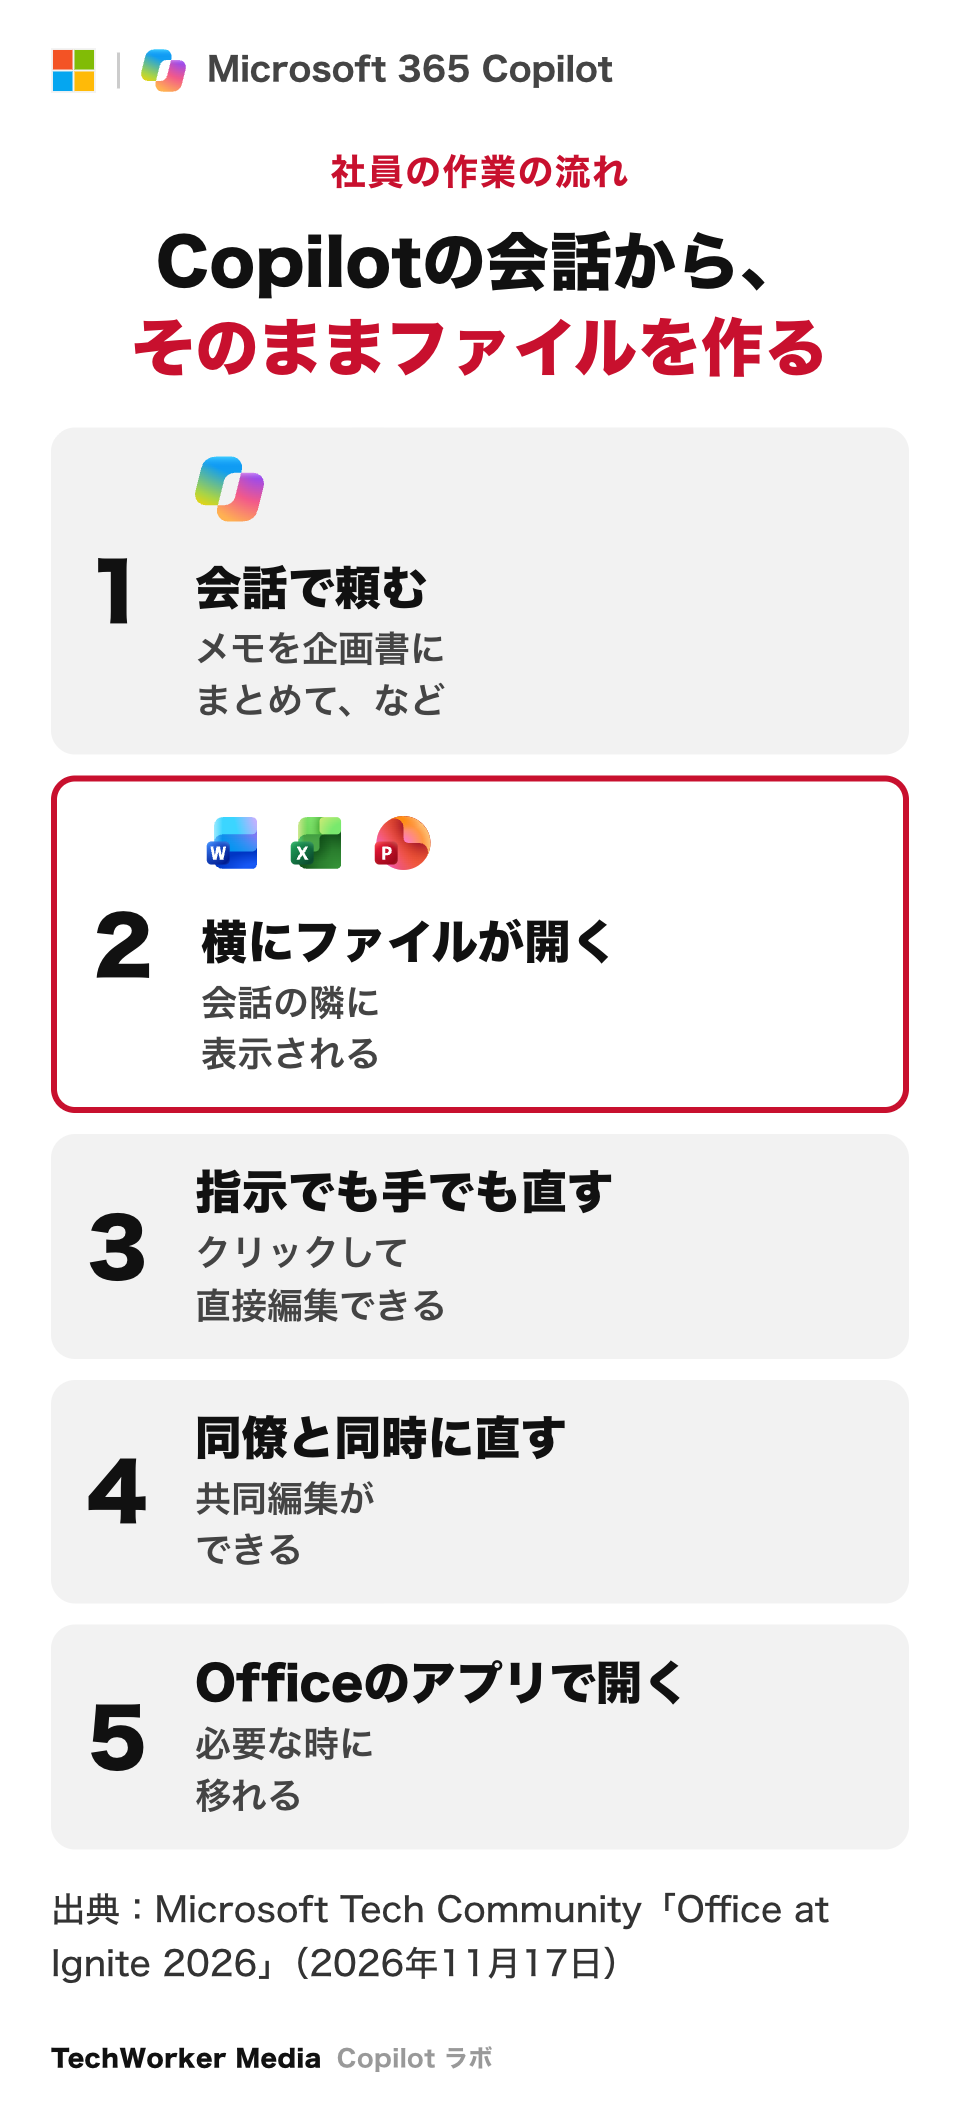 Microsoft 365 Copilot
社員の作業の流れ
Copilotの会話から、
そのままファイルを作る
1
会話で頼む
メモを企画書に
まとめて、など
W X P
2
横にファイルが開く
会話の隣に
表示される
3
指示でも手でも直す
クリックして
直接編集できる
4
同僚と同時に直す
共同編集が
できる
5
Officeのアプリで開く
必要な時に
移れる
出典：Microsoft Tech Community「Office at
Ignite 2026」（2026年11月17日）
TechWorker Media Copilot ラボ